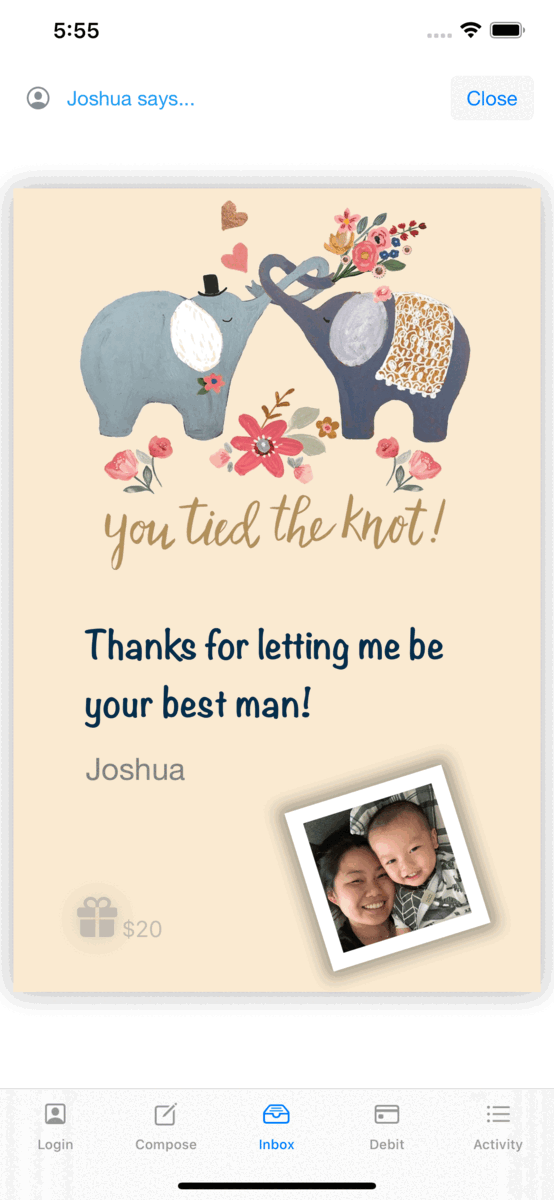 5:55
Joshua says...
Close
you tied the knot!
Thanks for letting me be
your best man!
Joshua
$20
Login
Compose
Inbox
Debit
Activity